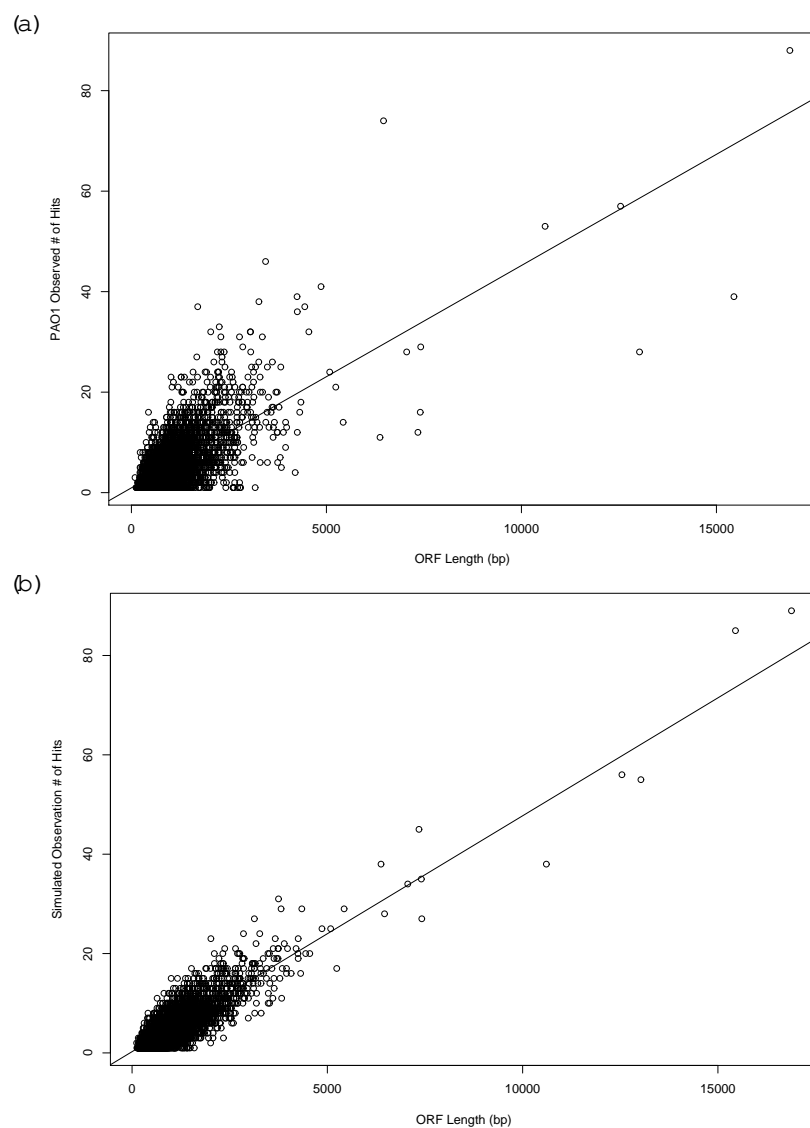 (a)
80
60
40
20
0
PAO1 Observed # of Hits
0 5000 10000 15000
ORF Length (bp)
(b)
80
60
40
20
0
Simulated Observation # of Hits
0 5000 10000 15000
ORF Length (bp)